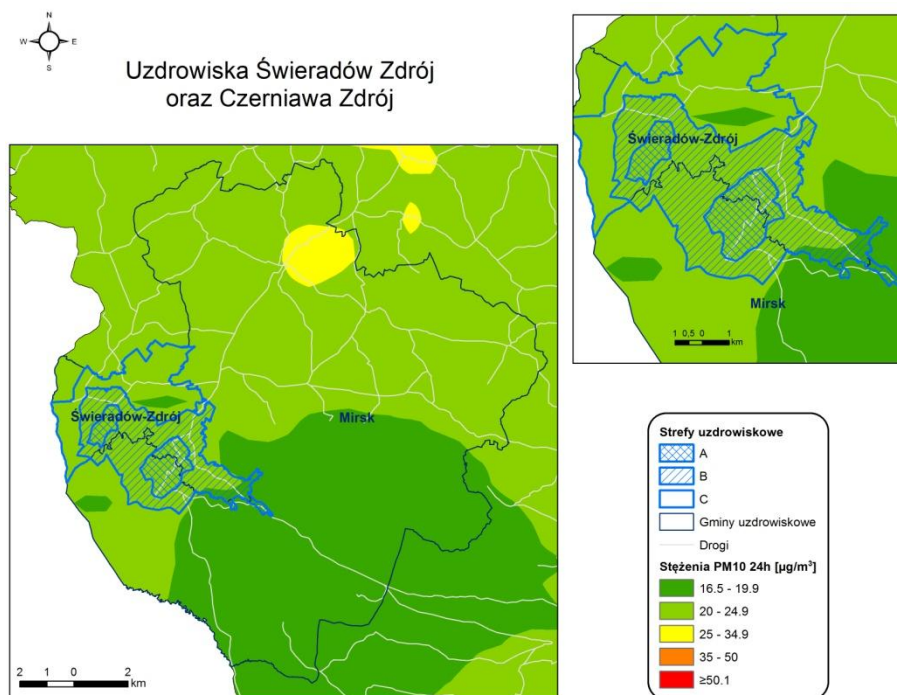 N
W E
S
Uzdrowiska Świeradów Zdrój
oraz Czerniawa Zdrój
Świeradów-Zdrój
Mirsk
2 1 0 2
km
Świeradów-Zdrój
Mirsk
1 0,5 0 1
km
Strefy uzdrowiskowe
A
B
C
Gminy uzdrowiskowe
Drogi
Stężenia PM10 24h [µg/m³]
16.5 - 19.9
20 - 24.9
25 - 34.9
35 - 50
≥50.1